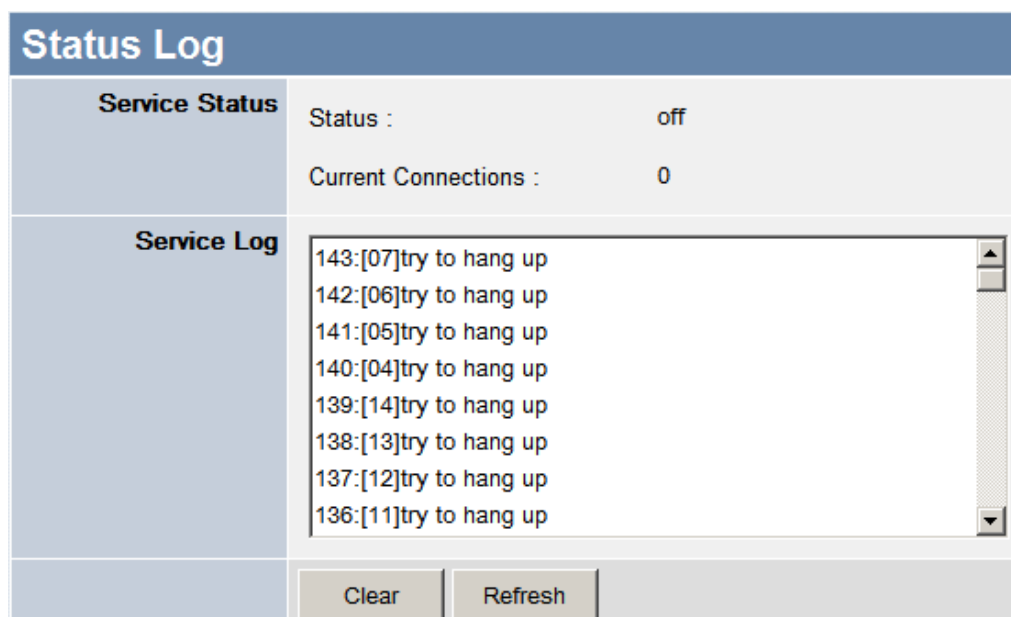 Status Log
Service Status
Status : off
Current Connections : 0
Service Log
143:[07]try to hang up
142:[06]try to hang up
141:[05]try to hang up
140:[04]try to hang up
139:[14]try to hang up
138:[13]try to hang up
137:[12]try to hang up
136:[11]try to hang up
Clear Refresh